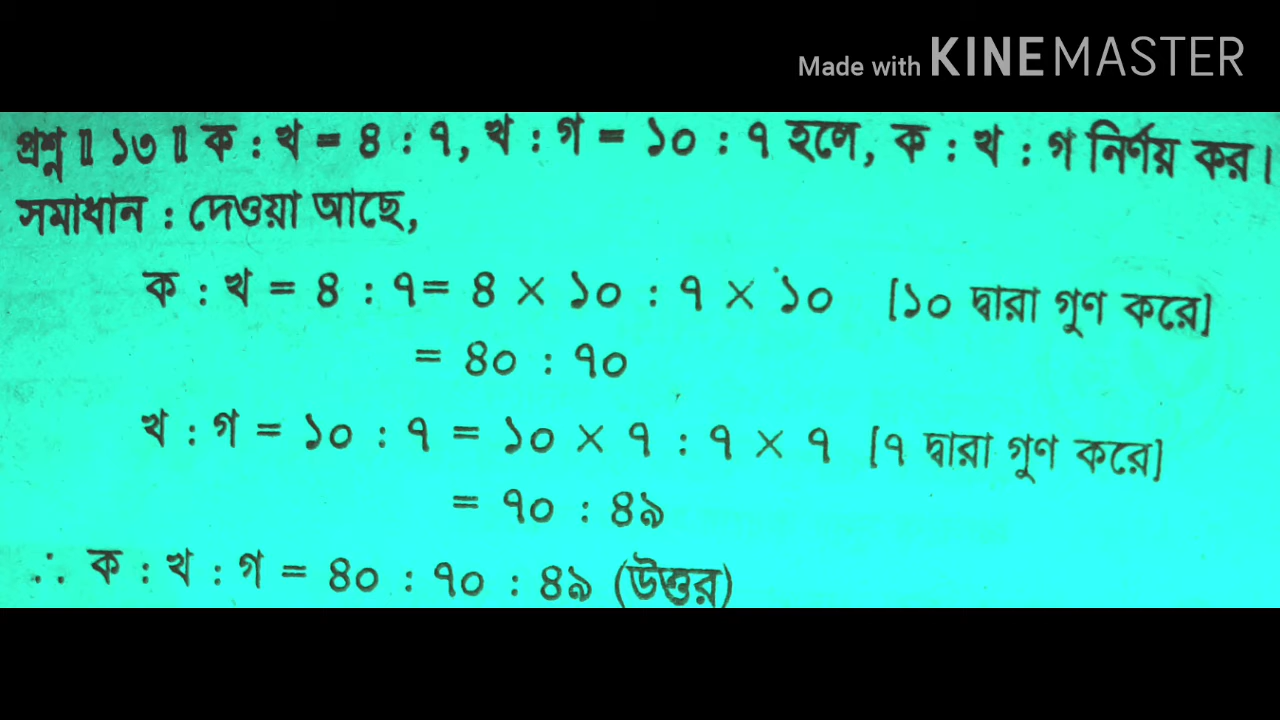 Made with KINEMASTER
প্রশ্ন ॥ ১৩ ॥ ক : খ = ৪ : ৭, খ : গ = ১০ : ৭ হলে, ক : খ : গ নির্ণয় কর।
সমাধান : দেওয়া আছে,
ক : খ = ৪ : ৭= ৪ × ১০ : ৭ × ১০ [১০ দ্বারা গুণ করে]
= ৪০ : ৭০
খ : গ = ১০ : ৭ = ১০ × ৭ : ৭ × ৭ [৭ দ্বারা গুণ করে]
= ৭০ : ৪৯
∴ ক : খ : গ = ৪০ : ৭০ : ৪৯ (উত্তর)